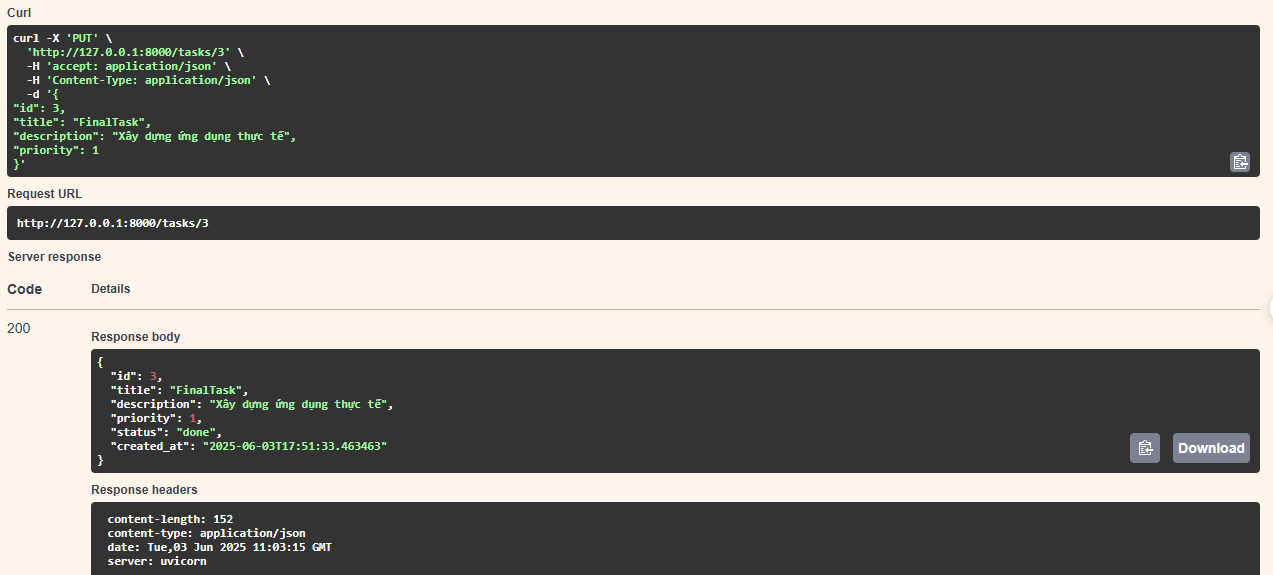 Curl
curl -X 'PUT' \
  'http://127.0.0.1:8000/tasks/3' \
  -H 'accept: application/json' \
  -H 'Content-Type: application/json' \
  -d '{
"id": 3,
"title": "FinalTask",
"description": "Xây dựng ứng dụng thực tế",
"priority": 1
}'
Request URL
http://127.0.0.1:8000/tasks/3
Server response
Code Details
200
Response body
{
  "id": 3,
  "title": "FinalTask",
  "description": "Xây dựng ứng dụng thực tế",
  "priority": 1,
  "status": "done",
  "created_at": "2025-06-03T17:51:33.463463"
}
Download
Response headers
content-length: 152
content-type: application/json
date: Tue,03 Jun 2025 11:03:15 GMT
server: uvicorn